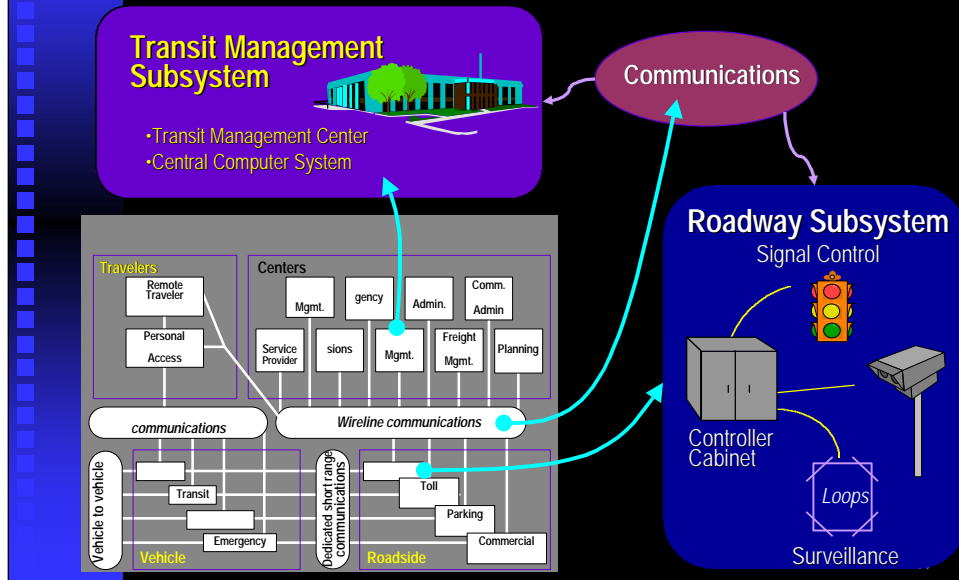 Transit Management
Subsystem
•Transit Management Center
•Central Computer System
Communications
Roadway Subsystem
Signal Control
Controller
Cabinet
Loops
Surveillance
Travelers
Remote
Traveler
Personal
Access
Centers
Mgmt.
gency
Admin.
Comm.
Admin
Service
Provider
sions
Mgmt.
Freight
Mgmt.
Planning
communications
Wireline communications
Vehicle to vehicle
Transit
Emergency
Vehicle
Dedicated short range
communications
Toll
Parking
Commercial
Roadside